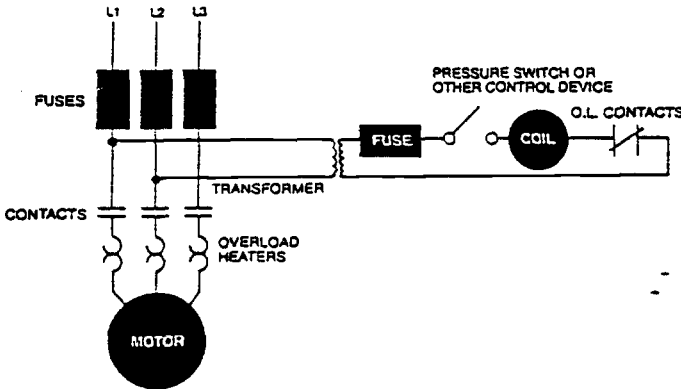 L1 L2 L3
FUSES
PRESSURE SWITCH OR
OTHER CONTROL DEVICE
O.L. CONTACTS
FUSE
COIL
TRANSFORMER
CONTACTS
OVERLOAD
HEATERS
MOTOR